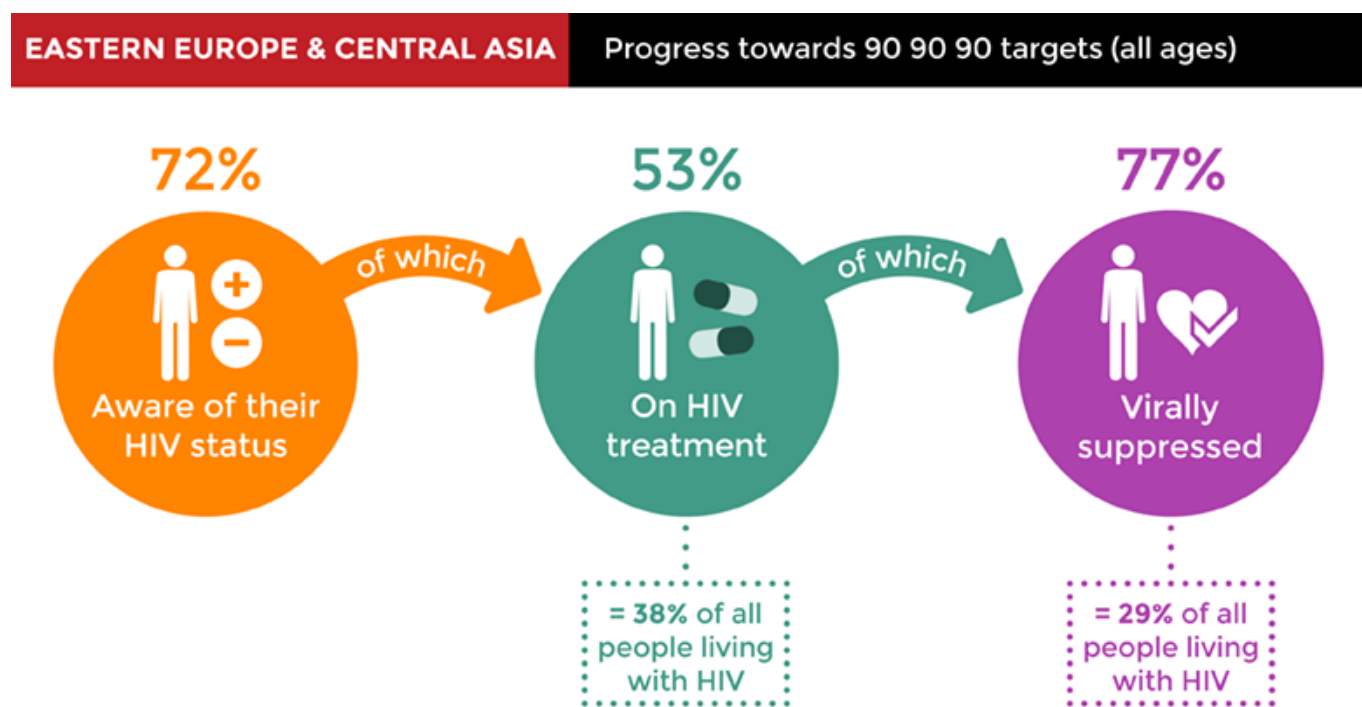 EASTERN EUROPE & CENTRAL ASIA
Progress towards 90 90 90 targets (all ages)
72%
Aware of their
HIV status
of which
53%
On HIV
treatment
= 38% of all
people living
with HIV
of which
77%
Virally
suppressed
= 29% of all
people living
with HIV